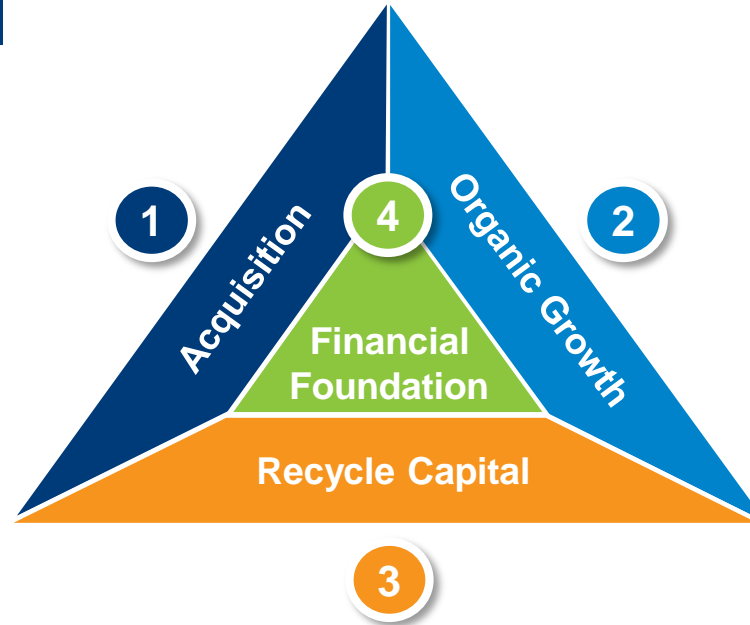 1
Acquisition
2
Organic Growth
4
Financial
Foundation
Recycle Capital
3